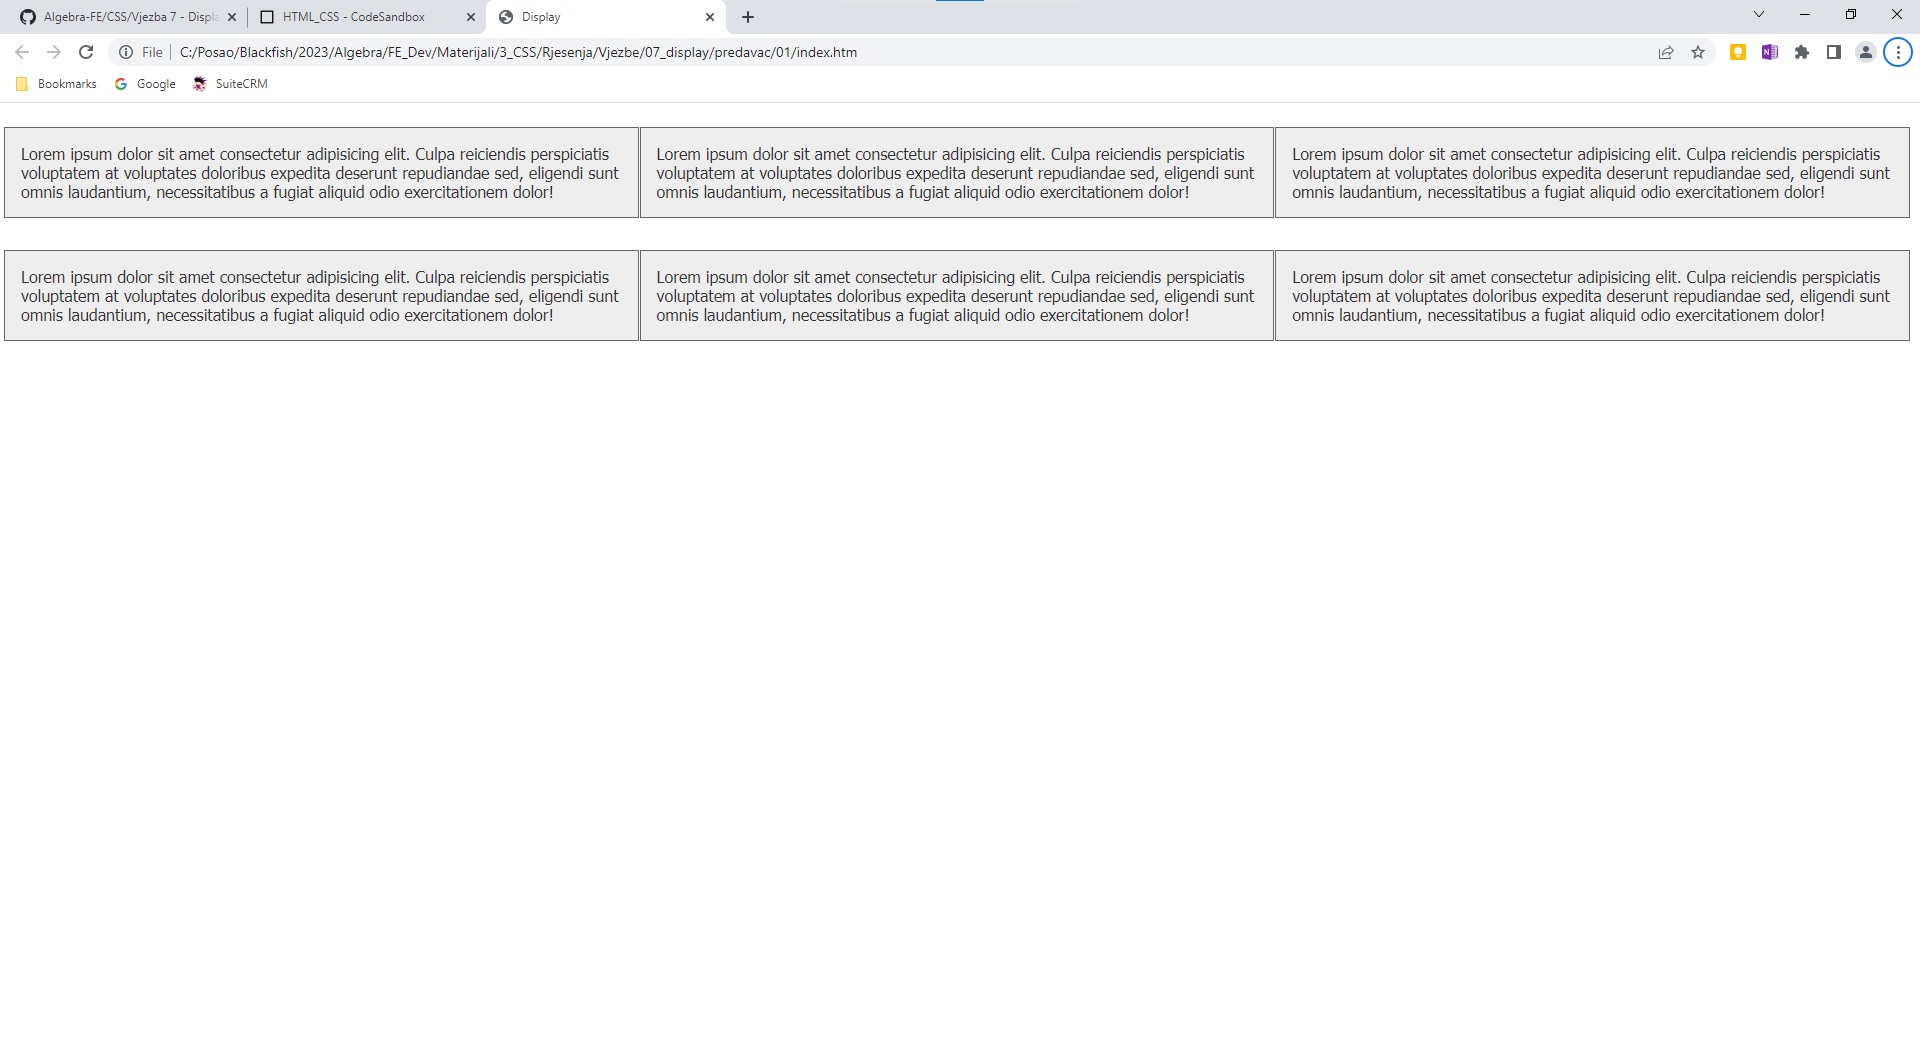 Algebra-FE/CSS/Vjezba 7 - Displa
HTML_CSS - CodeSandbox
Display
File
C:/Posao/Blackfish/2023/Algebra/FE_Dev/Materijali/3_CSS/Rjesenja/Vjezbe/07_display/predavac/01/index.htm
Bookmarks
Google
SuiteCRM
Lorem ipsum dolor sit amet consectetur adipisicing elit. Culpa reiciendis perspiciatis
voluptatem at voluptates doloribus expedita deserunt repudiandae sed, eligendi sunt
omnis laudantium, necessitatibus a fugiat aliquid odio exercitationem dolor!
Lorem ipsum dolor sit amet consectetur adipisicing elit. Culpa reiciendis perspiciatis
voluptatem at voluptates doloribus expedita deserunt repudiandae sed, eligendi sunt
omnis laudantium, necessitatibus a fugiat aliquid odio exercitationem dolor!
Lorem ipsum dolor sit amet consectetur adipisicing elit. Culpa reiciendis perspiciatis
voluptatem at voluptates doloribus expedita deserunt repudiandae sed, eligendi sunt
omnis laudantium, necessitatibus a fugiat aliquid odio exercitationem dolor!
Lorem ipsum dolor sit amet consectetur adipisicing elit. Culpa reiciendis perspiciatis
voluptatem at voluptates doloribus expedita deserunt repudiandae sed, eligendi sunt
omnis laudantium, necessitatibus a fugiat aliquid odio exercitationem dolor!
Lorem ipsum dolor sit amet consectetur adipisicing elit. Culpa reiciendis perspiciatis
voluptatem at voluptates doloribus expedita deserunt repudiandae sed, eligendi sunt
omnis laudantium, necessitatibus a fugiat aliquid odio exercitationem dolor!
Lorem ipsum dolor sit amet consectetur adipisicing elit. Culpa reiciendis perspiciatis
voluptatem at voluptates doloribus expedita deserunt repudiandae sed, eligendi sunt
omnis laudantium, necessitatibus a fugiat aliquid odio exercitationem dolor!